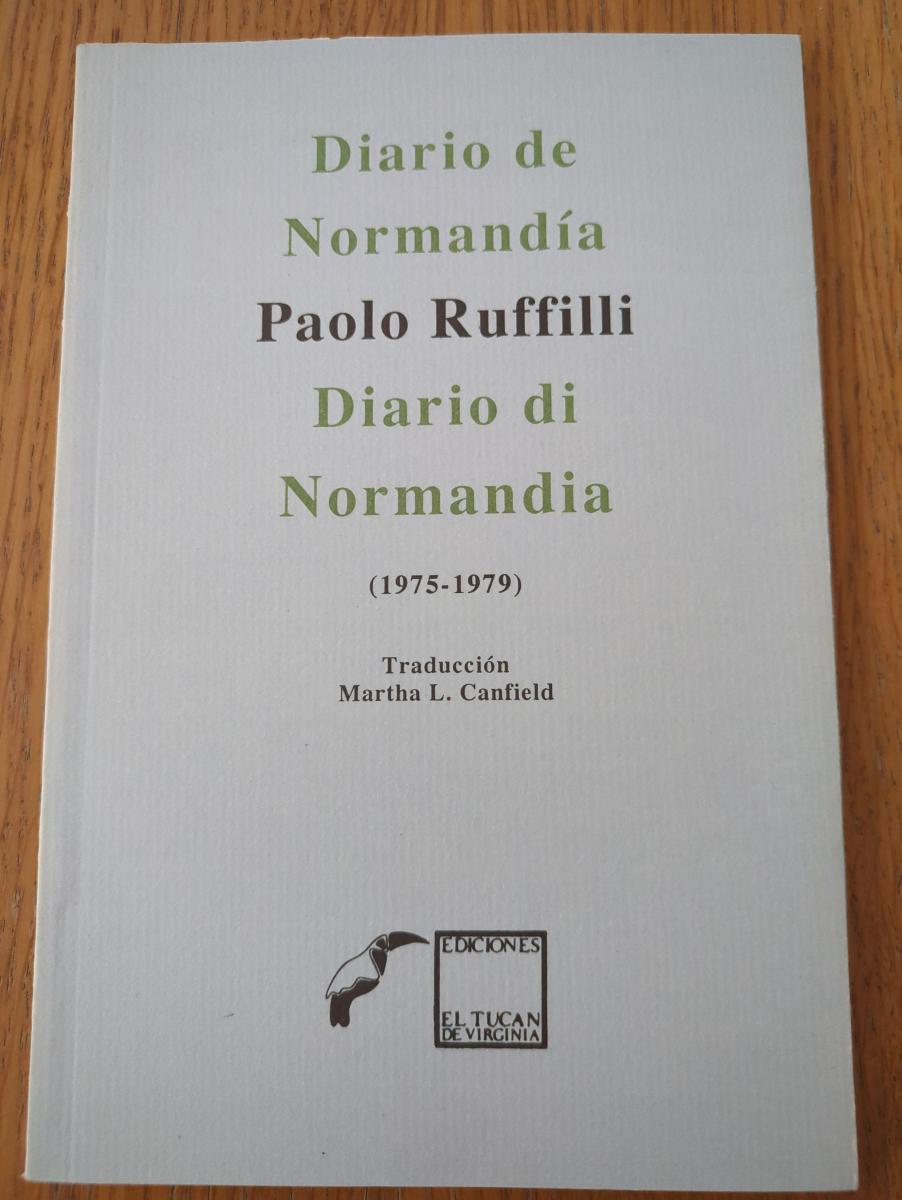 Diario de
Normandía
Paolo Ruffilli
Diario di
Normandia
(1975-1979)
Traducción
Martha L. Canfield
EDICIONES
EL TUCAN
DE VIRGINIA